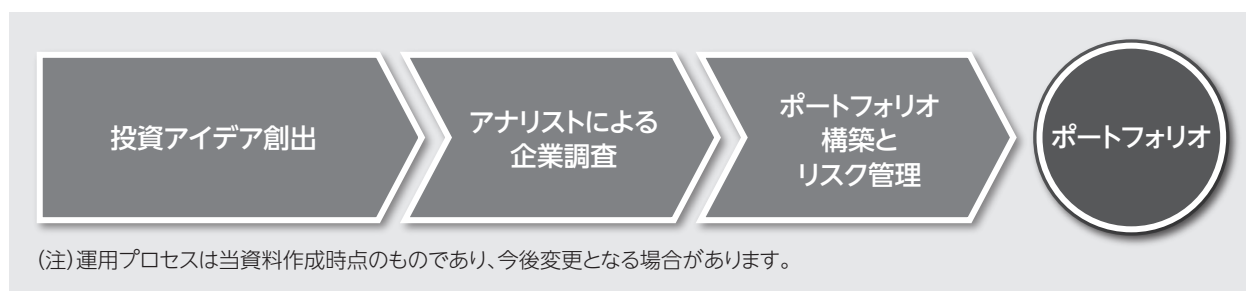 投資アイデア創出
アナリストによる
企業調査
ポートフォリオ
構築と
リスク管理
ポートフォリオ
(注)運用プロセスは当資料作成時点のものであり、今後変更となる場合があります。